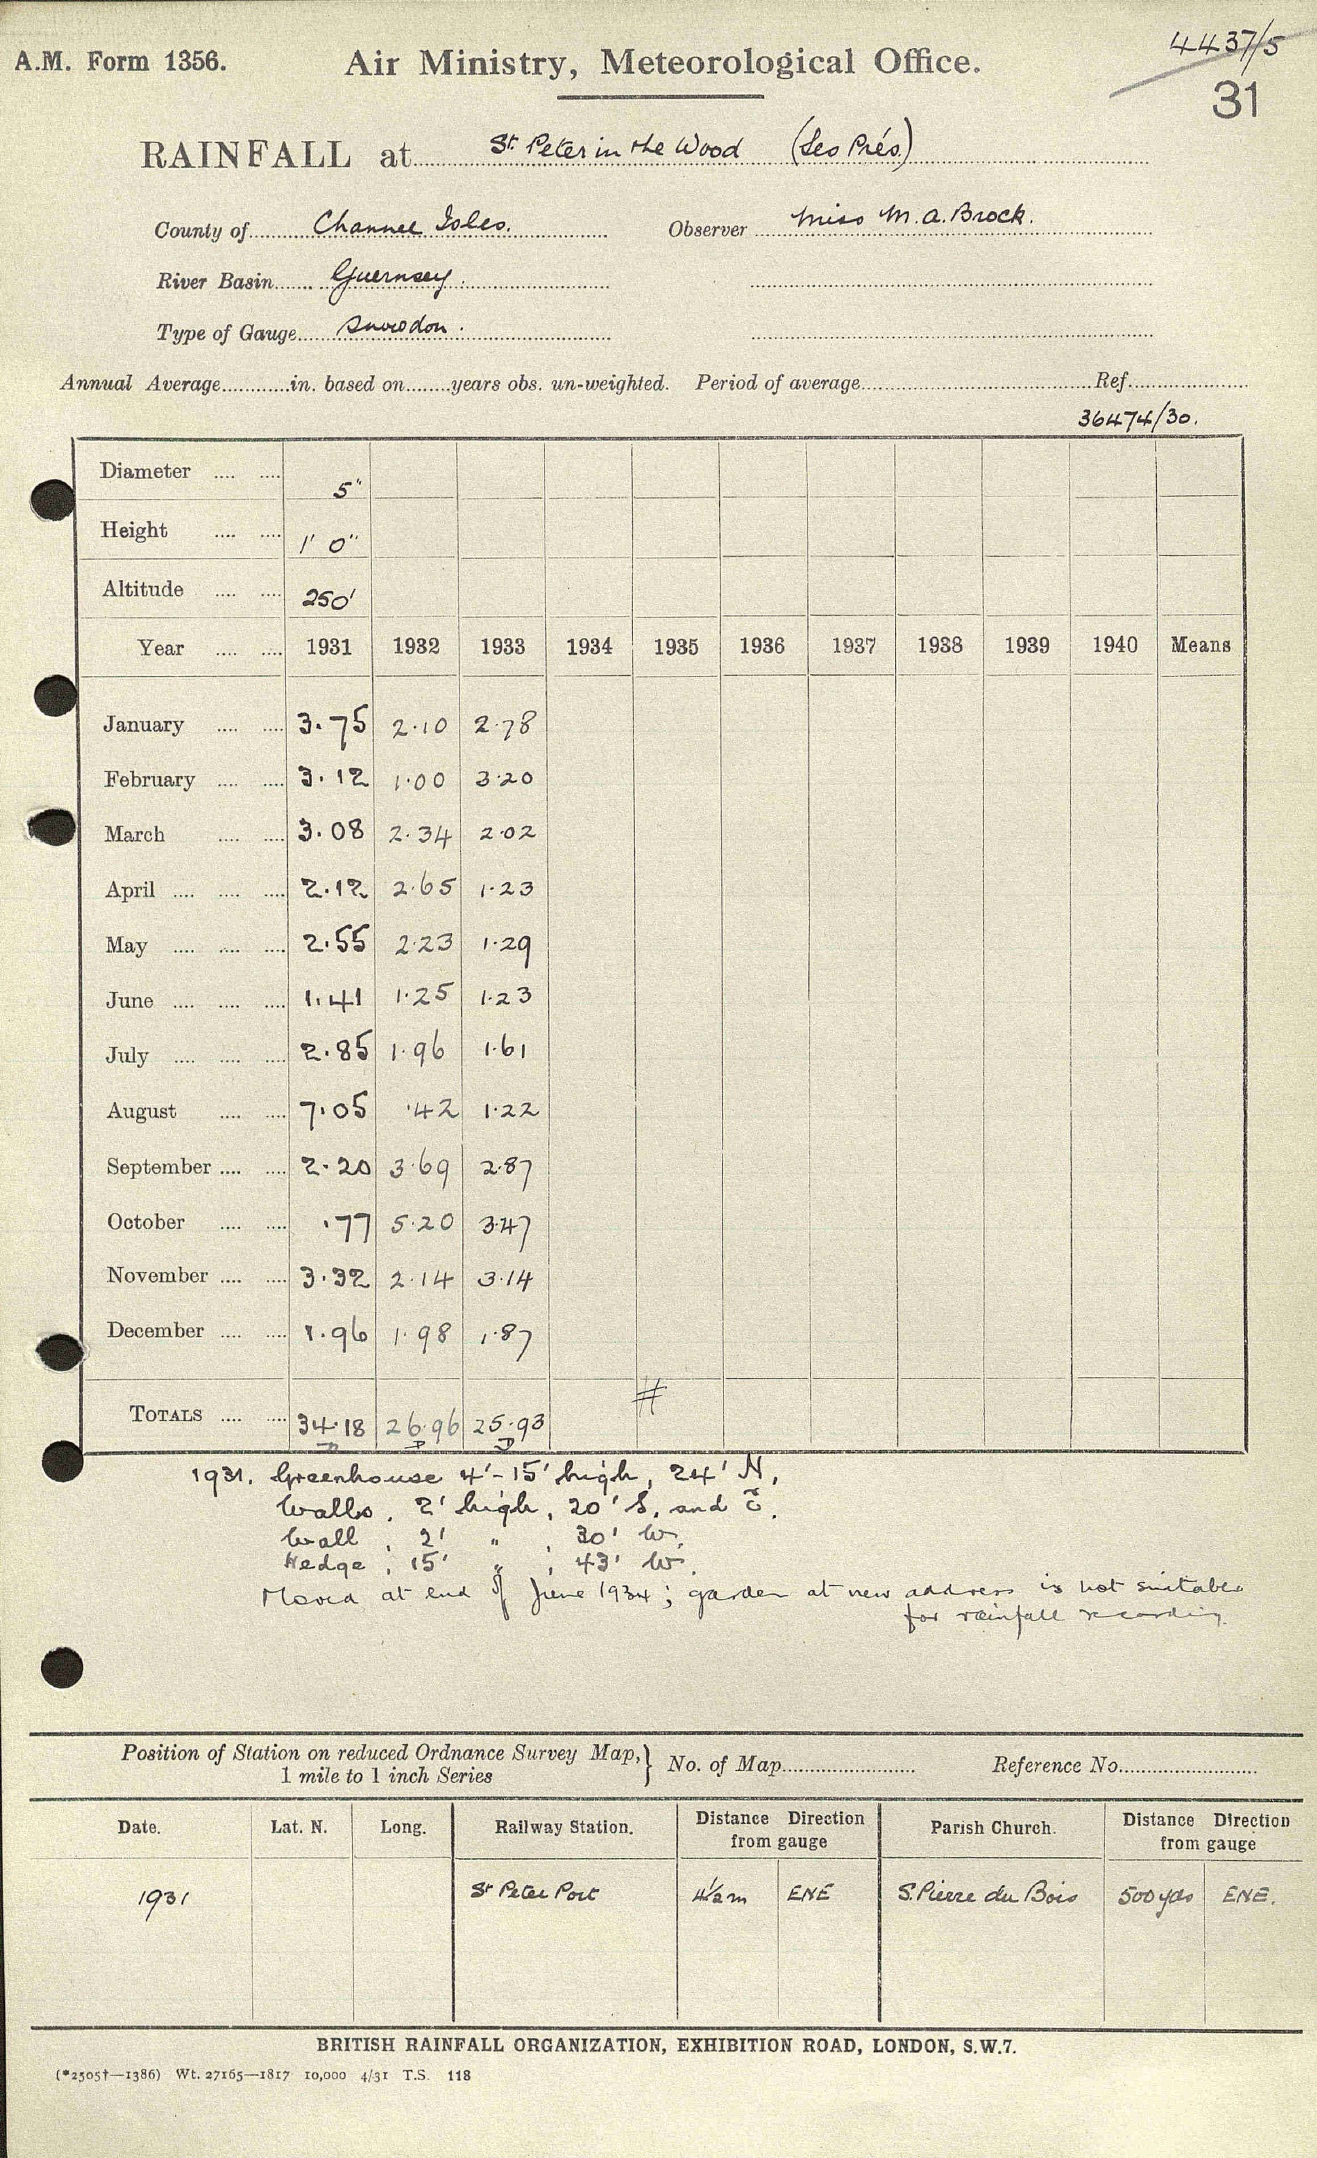 4437/5
A.M. Form 1356. Air Ministry, Meteorological Office.
31
RAINFALL at St. Peter in the Wood (Les Prés)
County of Channel Isles. Observer Miss M. A. Brock.
River Basin Guernsey.
Type of Gauge Snowdon.
Annual Average in. based on years obs. un-weighted. Period of average Ref.
36474/30.
Diameter 5"
Height 1' 0"
Altitude 250'
Year 1931 1932 1933 1934 1935 1936 1937 1938 1939 1940 Means
January 3.75 2.10 2.78
February 3.12 1.00 3.20
March 3.08 2.34 2.02
April 2.12 2.65 1.23
May 2.55 2.23 1.29
June 1.41 1.25 1.23
July 2.85 1.96 1.61
August 7.05 .42 1.22
September 2.20 3.69 2.87
October .77 5.20 3.47
November 3.32 2.14 3.14
December 1.96 1.98 1.87
TOTALS 34.18 26.96 25.93 #
1931. Greenhouse 4'-15' high, 24' N,
Walls, 2' high, 20' S, and E.
Wall, 2' " , 30' W.
Hedge, 15' " , 43' W.
Moved at end of June 1934; garden at new address is not suitable
for rainfall recording.
Position of Station on reduced Ordnance Survey Map, } No. of Map Reference No.
1 mile to 1 inch Series
Date. Lat. N. Long. Railway Station. Distance Direction Parish Church. Distance Direction
from gauge from gauge
1931 St Peter Port 4½ m ENE S. Pierre du Bois 500 yds ENE.
BRITISH RAINFALL ORGANIZATION, EXHIBITION ROAD, LONDON, S.W.7.
(*2505†—1386) Wt. 27165—1817 10,000 4/31 T.S. 118